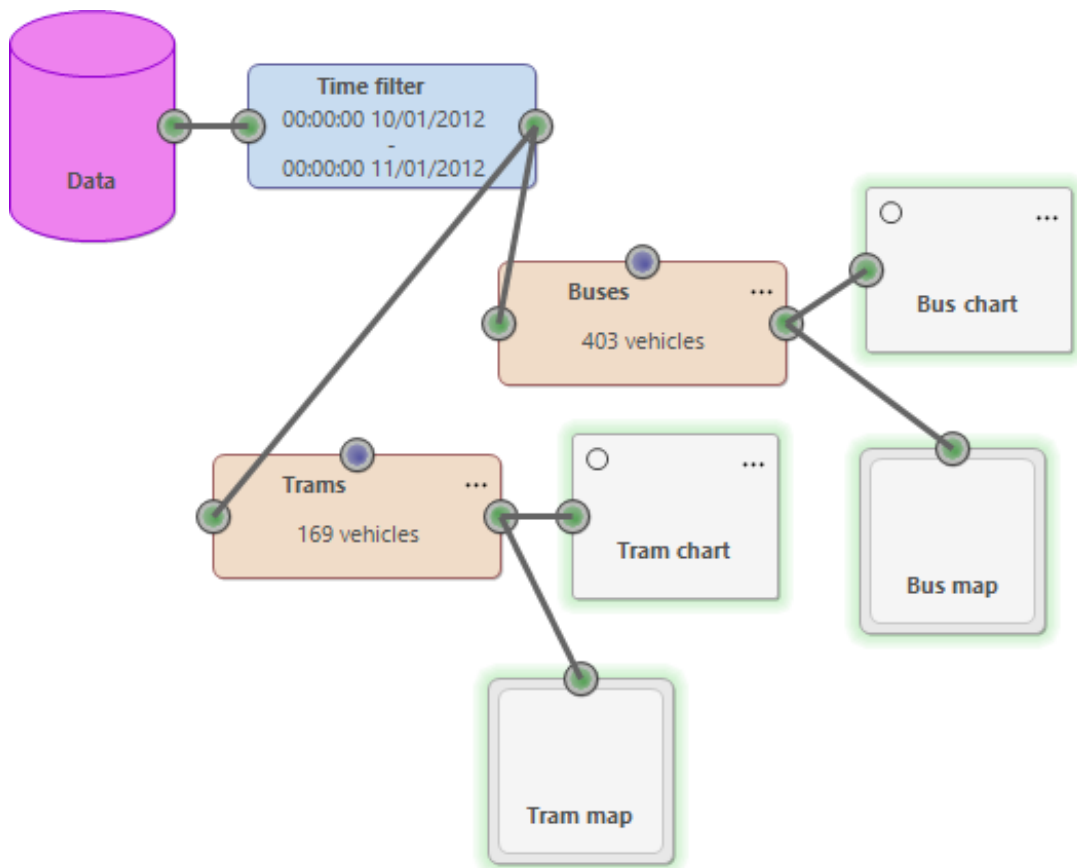 Data
Time filter
00:00:00 10/01/2012
-
00:00:00 11/01/2012
Buses
...
403 vehicles
...
Bus chart
Trams
...
169 vehicles
...
Tram chart
Bus map
Tram map